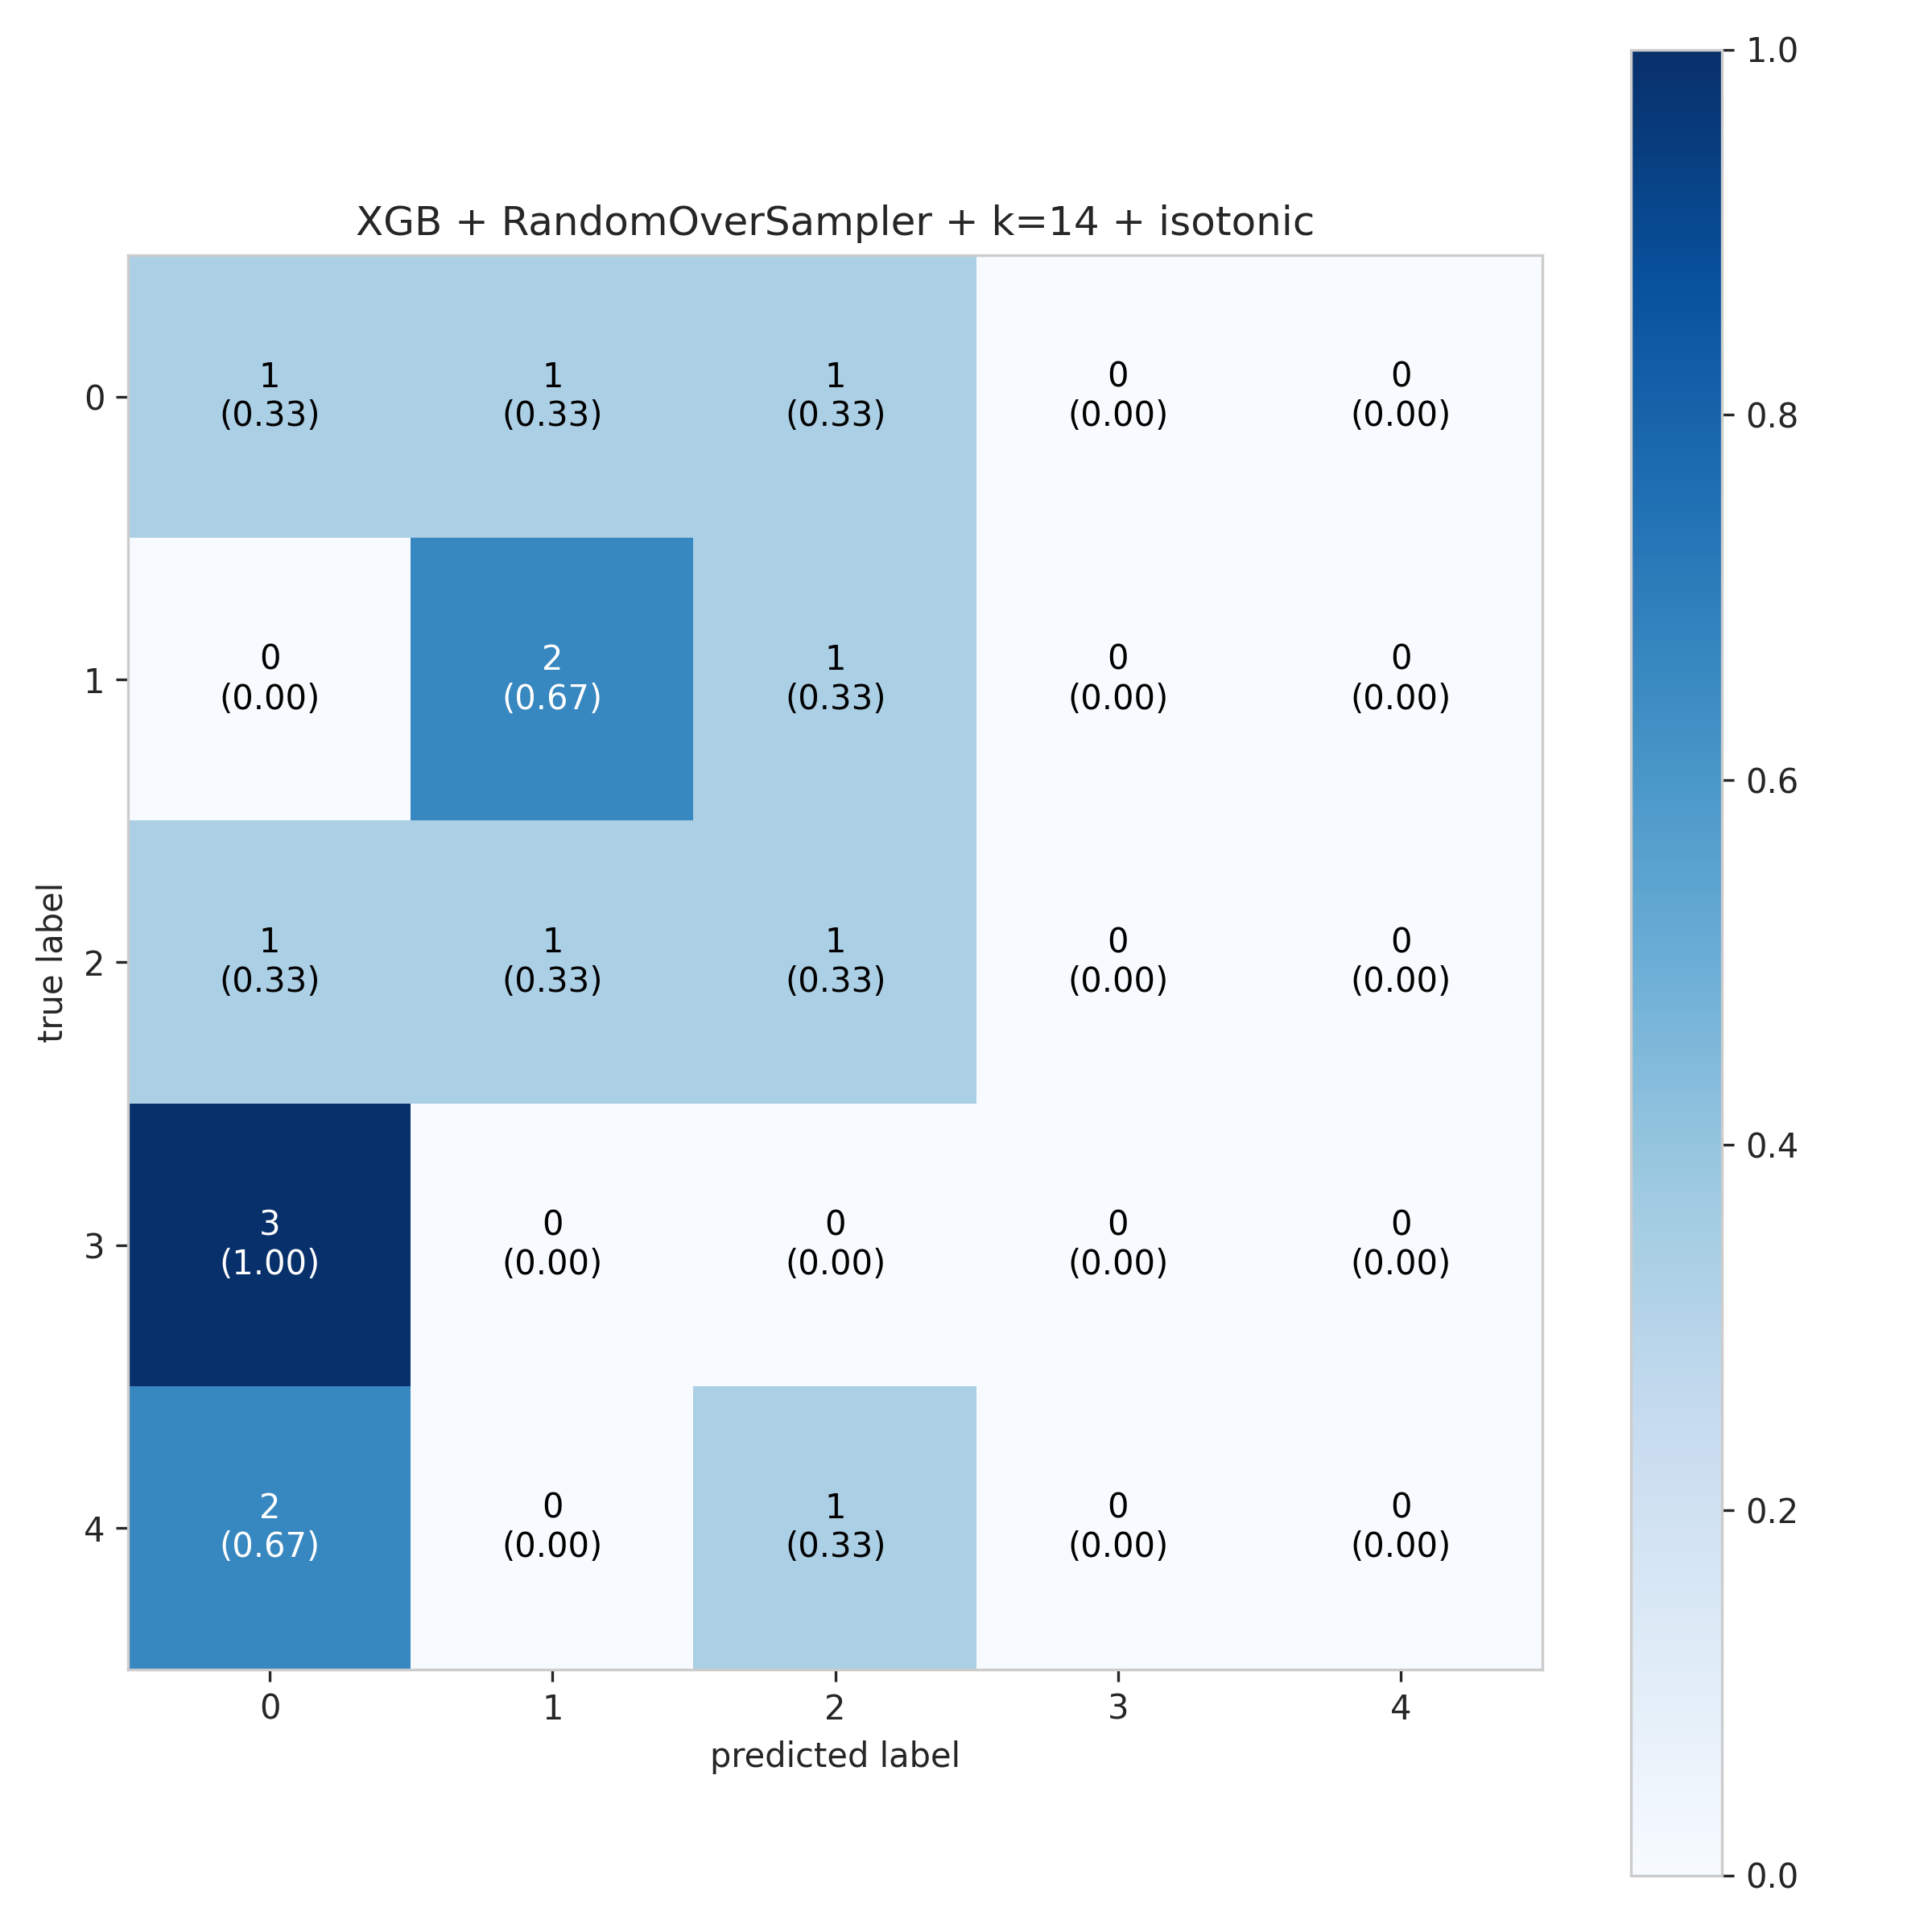 XGB + RandomOverSampler + k=14 + isotonic
1 1 1 0 0
(0.33) (0.33) (0.33) (0.00) (0.00)
0 2 1 0 0
(0.00) (0.67) (0.33) (0.00) (0.00)
1 1 1 0 0
(0.33) (0.33) (0.33) (0.00) (0.00)
3 0 0 0 0
(1.00) (0.00) (0.00) (0.00) (0.00)
2 0 1 0 0
(0.67) (0.00) (0.33) (0.00) (0.00)
0
1
2
3
4
true label
0 1 2 3 4
predicted label
1.0
0.8
0.6
0.4
0.2
0.0